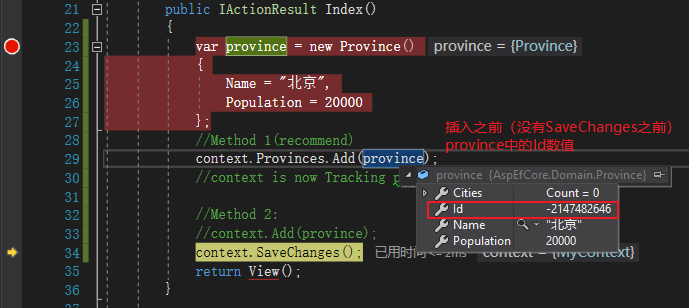 21 public IActionResult Index()
22 {
23 var province = new Province() province = {Province}
24 {
25 Name = "北京",
26 Population = 20000
27 };
28 //Method 1(recommend)
插入之前（没有SaveChanges之前）
province中的Id数值
29 context.Provinces.Add(province);
30 //context is now Tracking
province {AspEfCore.Domain.Province}
Cities Count = 0
31
Id -2147482646
32 //Method 2:
Name "北京"
33 //context.Add(province);
Population 20000
34 context.SaveChanges(); 已用时间 <= 2ms context = {MyContext}
35 return View();
36 }